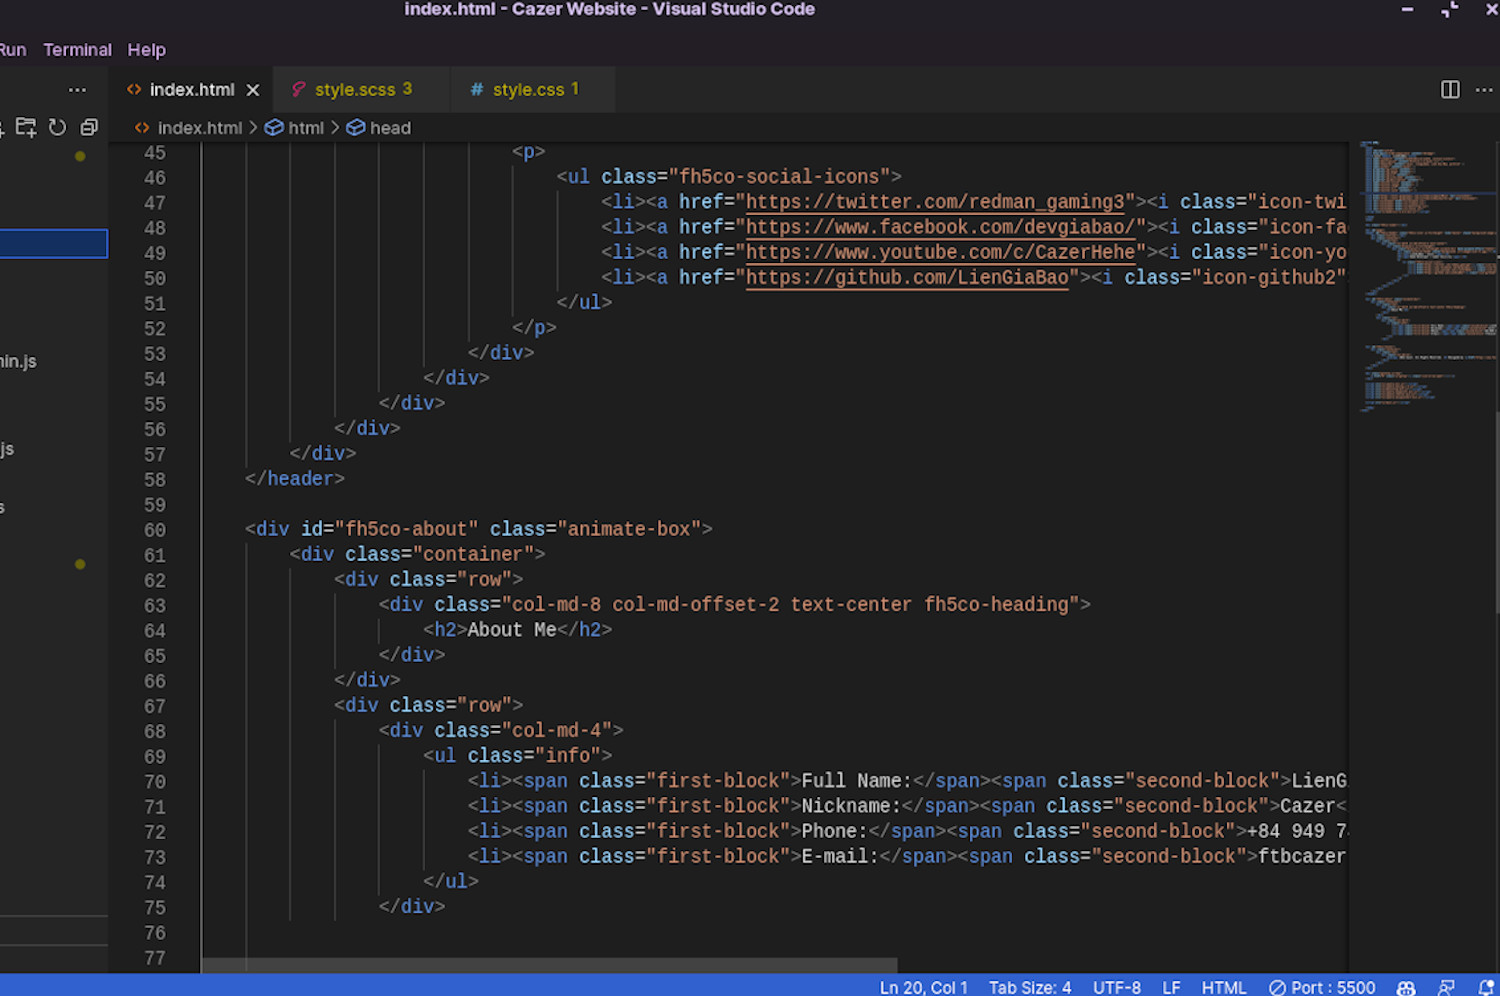 index.html - Cazer Website - Visual Studio Code
Run Terminal Help
index.html style.scss 3 # style.css 1
index.html > html > head
45 <p>
46 <ul class="fh5co-social-icons">
47 <li><a href="https://twitter.com/redman_gaming3"><i class="icon-twi
48 <li><a href="https://www.facebook.com/devgiabao/"><i class="icon-fa
49 <li><a href="https://www.youtube.com/c/CazerHehe"><i class="icon-yo
50 <li><a href="https://github.com/LienGiaBao"><i class="icon-github2"
51 </ul>
52 </p>
53 </div>
54 </div>
55 </div>
56 </div>
57 </div>
58 </header>
59
60 <div id="fh5co-about" class="animate-box">
61 <div class="container">
62 <div class="row">
63 <div class="col-md-8 col-md-offset-2 text-center fh5co-heading">
64 <h2>About Me</h2>
65 </div>
66 </div>
67 <div class="row">
68 <div class="col-md-4">
69 <ul class="info">
70 <li><span class="first-block">Full Name:</span><span class="second-block">LienG
71 <li><span class="first-block">Nickname:</span><span class="second-block">Cazer<
72 <li><span class="first-block">Phone:</span><span class="second-block">+84 949 7
73 <li><span class="first-block">E-mail:</span><span class="second-block">ftbcazer
74 </ul>
75 </div>
76
77
in.js
js
s
Ln 20, Col 1 Tab Size: 4 UTF-8 LF HTML Port : 5500